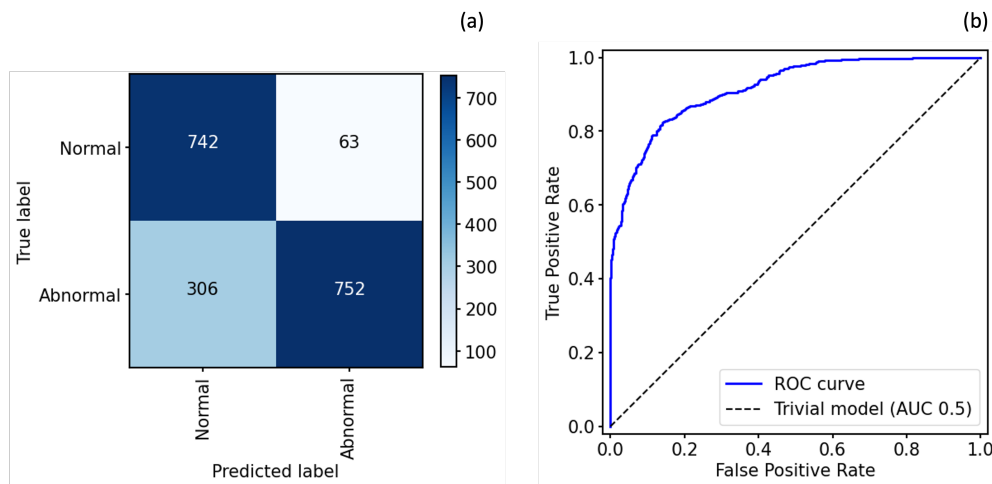 (a)
742
63
306
752
Normal
Abnormal
True label
Normal
Abnormal
Predicted label
700
600
500
400
300
200
100
(b)
1.0
0.8
0.6
0.4
0.2
0.0
True Positive Rate
0.0
0.2
0.4
0.6
0.8
1.0
False Positive Rate
ROC curve
Trivial model (AUC 0.5)